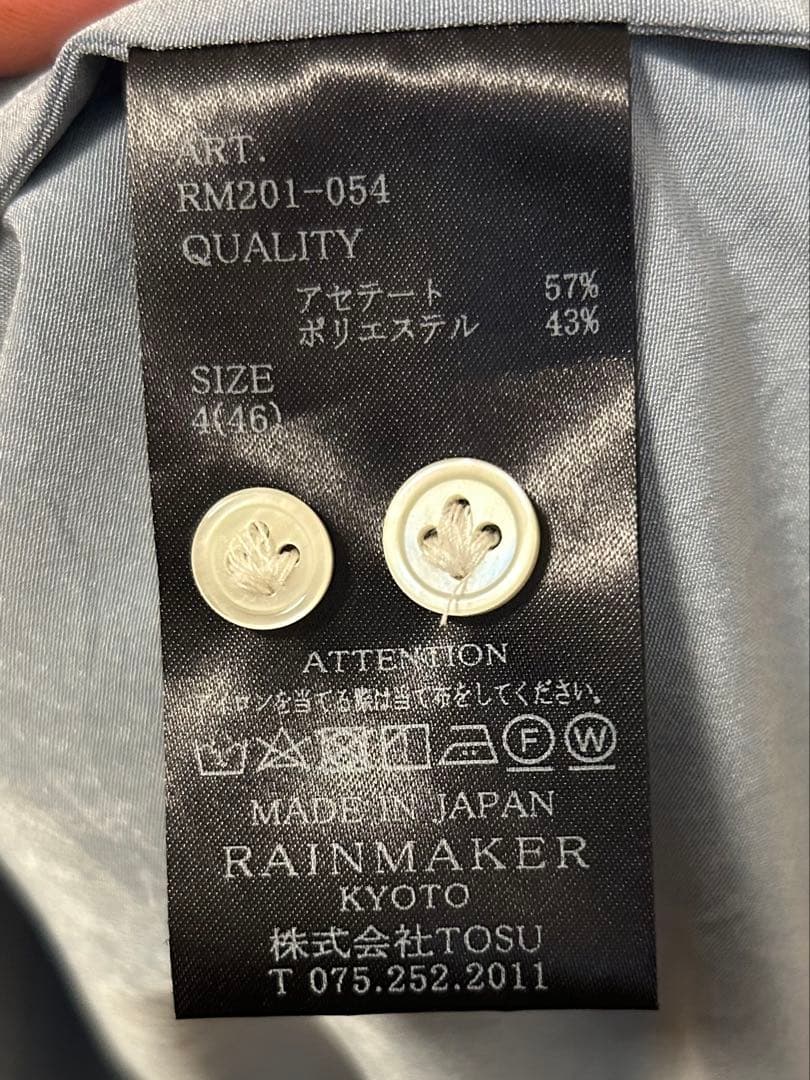 ART.
RM201-054
QUALITY
アセテート 57%
ポリエステル 43%
SIZE
4(46)
ATTENTION
アイロンを当てる際は当て布をしてください。
F W
MADE IN JAPAN
RAINMAKER
KYOTO
株式会社TOSU
T 075.252.2011